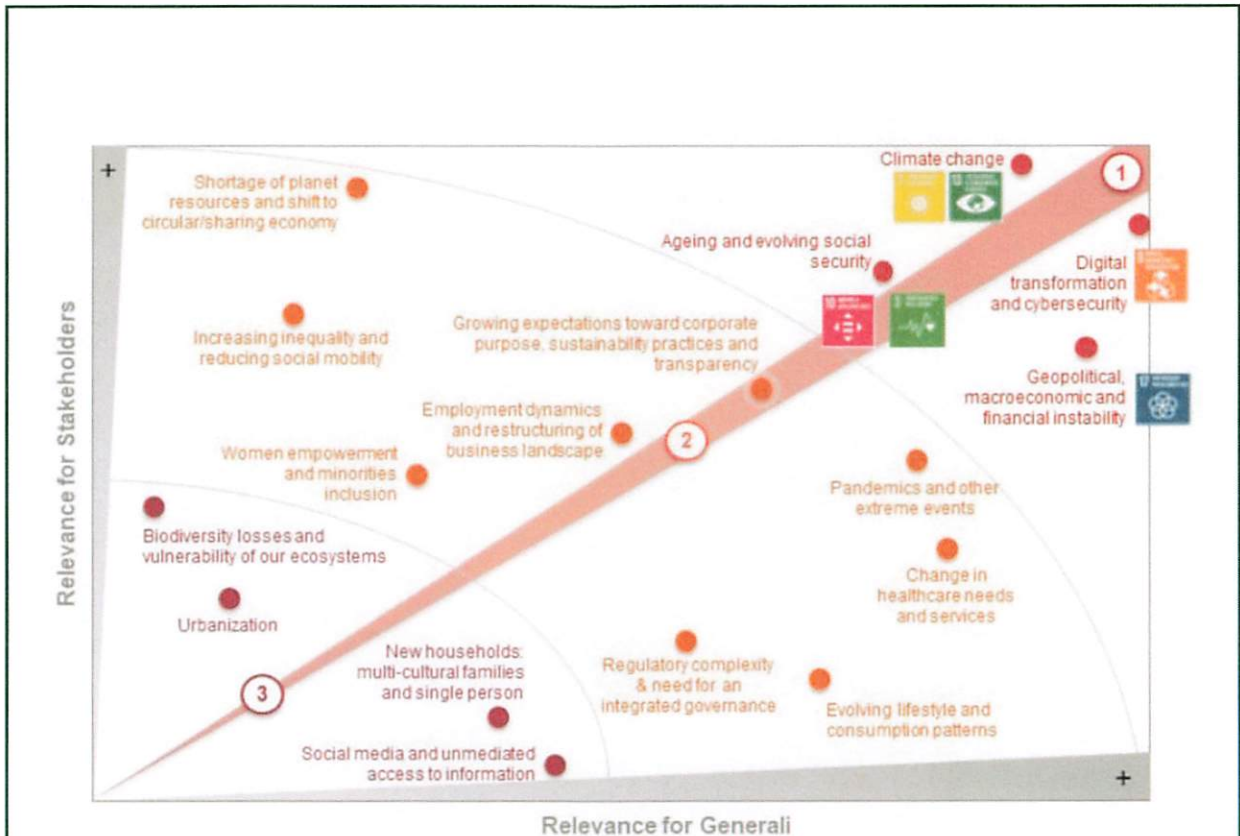 +
Climate change
1
Shortage of planet
resources and shift to
circular/sharing economy
Ageing and evolving social
security
Digital
transformation
and cybersecurity
Growing expectations toward corporate
purpose, sustainability practices and
transparency
Increasing inequality and
reducing social mobility
Geopolitical,
macroeconomic and
financial instability
Employment dynamics
and restructuring of
business landscape
2
Women empowerment
and minorities
inclusion
Pandemics and other
extreme events
Biodiversity losses and
vulnerability of our ecosystems
Change in
healthcare needs
and services
Urbanization
New households:
multi-cultural families
and single person
Regulatory complexity
& need for an
integrated governance
3
Evolving lifestyle and
consumption patterns
Social media and unmediated
access to information
+
Relevance for Stakeholders
Relevance for Generali
10
17